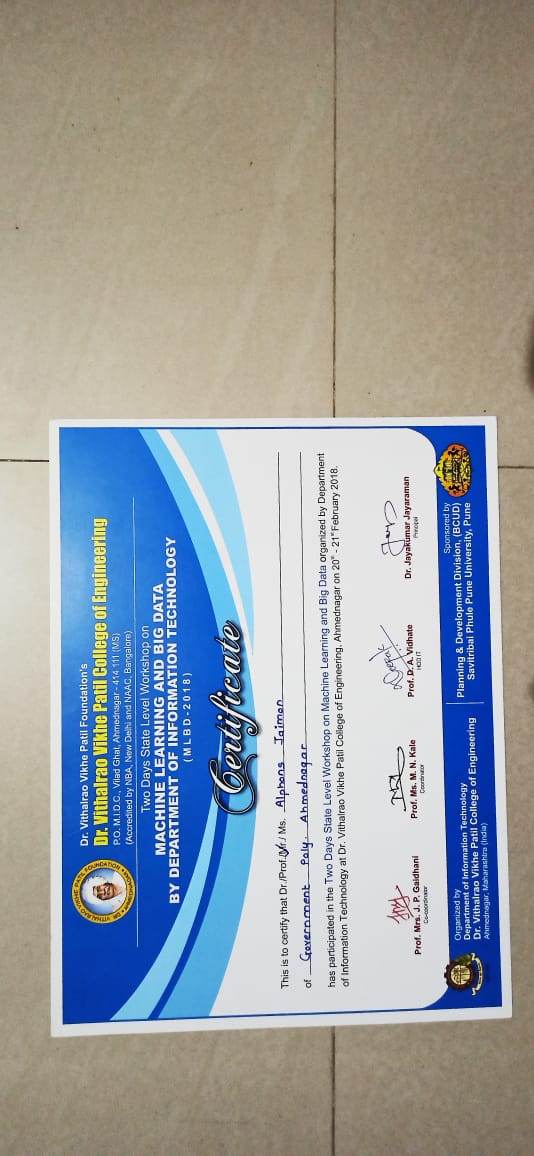 Dr. Vithalrao Vikhe Patil Foundation's
Dr. Vithalrao Vikhe Patil College of Engineering
P.O. M.I.D.C., Vilad Ghat, Ahmednagar - 414 111 (MS)
(Accredited by NBA, New Delhi and NAAC, Bangalore)
Two Days State Level Workshop on
MACHINE LEARNING AND BIG DATA
BY DEPARTMENT OF INFORMATION TECHNOLOGY
(MLBD-2018)
Certificate
This is to certify that Dr./Prof./Mr./ Ms. Alphons Jaimon
of Government Poly. Ahmednagar
has participated in the Two Days State Level Workshop on Machine Learning and Big Data organized by Department
of Information Technology at Dr. Vithalrao Vikhe Patil College of Engineering, Ahmednagar on 20th - 21st February 2018.
Prof. Mrs. J. P. Gaidhani
Co-coordinator
Prof. Ms. M. N. Kale
Coordinator
Deepak
Prof. D. A. Vidhate
HOD IT
Dr. Jayakumar Jayaraman
Principal
Organized by
Department of Information Technology
Dr. Vithalrao Vikhe Patil College of Engineering
Ahmednagar, Maharashtra (India)
Sponsored by
Planning & Development Division, (BCUD)
Savitribai Phule Pune University, Pune